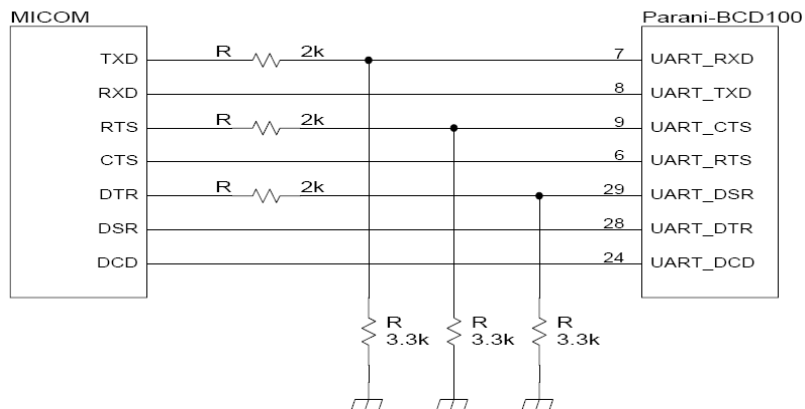 MICOM Parani-BCD100
TXD R 2k 7 UART_RXD
RXD 8 UART_TXD
RTS R 2k 9 UART_CTS
CTS 6 UART_RTS
DTR R 2k 29 UART_DSR
DSR 28 UART_DTR
DCD 24 UART_DCD
R R R
3.3k 3.3k 3.3k